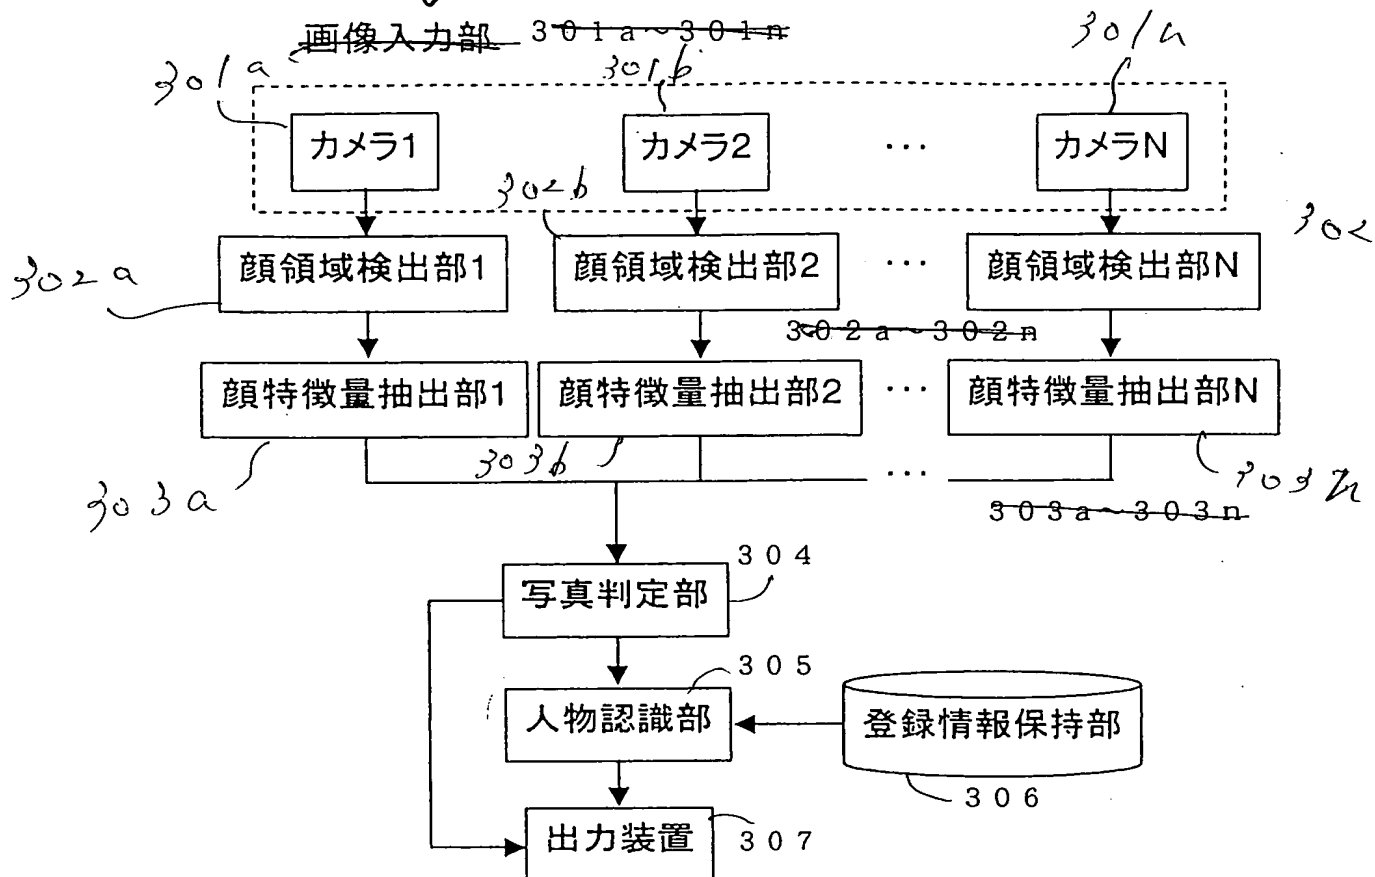 画像入力部 301a~301n
301a 301b 301n
カメラ1 カメラ2 ・・・ カメラN
302b 302
顔領域検出部1 顔領域検出部2 ・・・ 顔領域検出部N
302a
302a~302n
顔特徴量抽出部1 顔特徴量抽出部2 ・・・ 顔特徴量抽出部N
303a 303b ・・・ 303n
303a~303n
304
写真判定部
305
人物認識部 登録情報保持部
306
出力装置 307